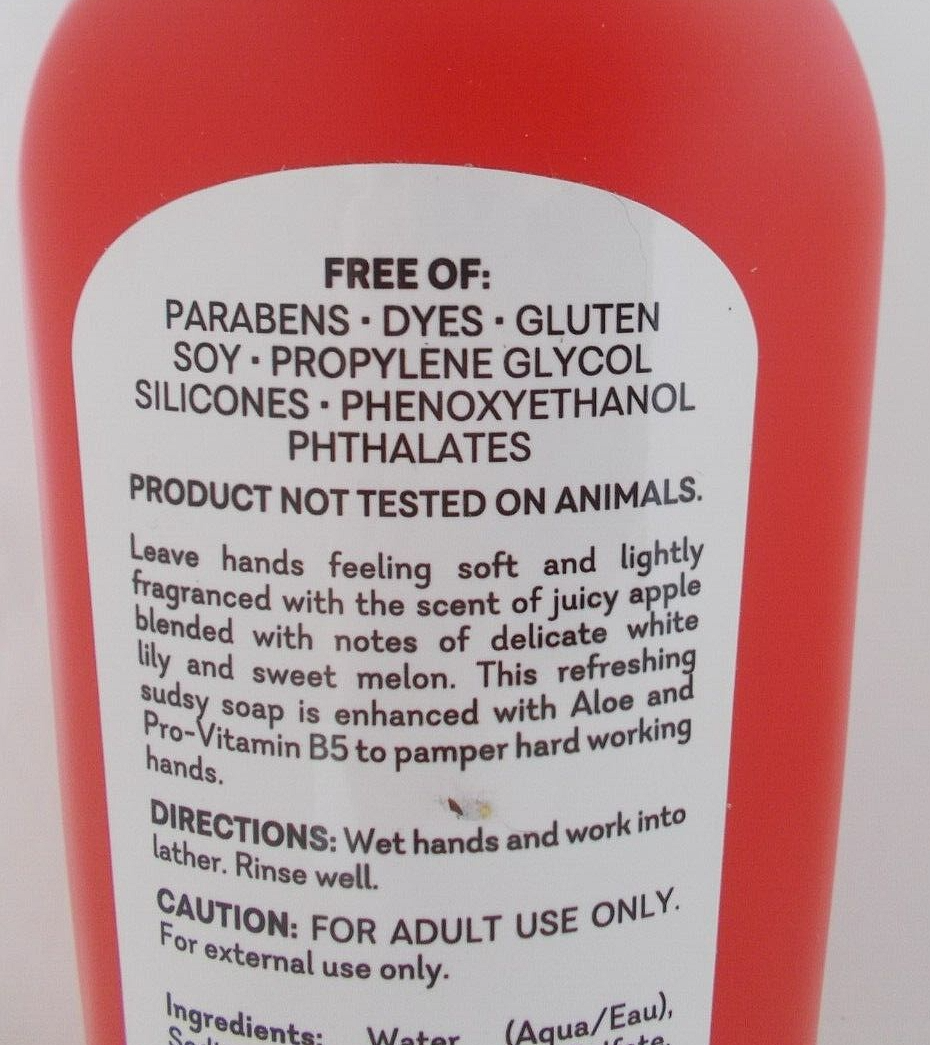 FREE OF:
PARABENS · DYES · GLUTEN
SOY · PROPYLENE GLYCOL
SILICONES · PHENOXYETHANOL
PHTHALATES
PRODUCT NOT TESTED ON ANIMALS.
Leave hands feeling soft and lightly
fragranced with the scent of juicy apple
blended with notes of delicate white
lily and sweet melon. This refreshing
sudsy soap is enhanced with Aloe and
Pro-Vitamin B5 to pamper hard working
hands.
DIRECTIONS: Wet hands and work into
lather. Rinse well.
CAUTION: FOR ADULT USE ONLY.
For external use only.
Ingredients: Water (Aqua/Eau),